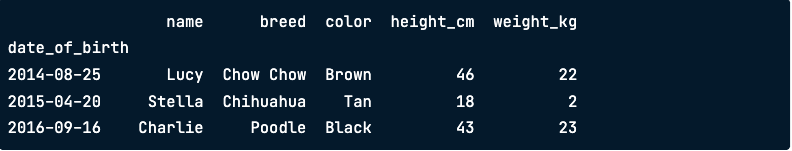 name breed color height_cm weight_kg
date_of_birth
2014-08-25 Lucy Chow Chow Brown 46 22
2015-04-20 Stella Chihuahua Tan 18 2
2016-09-16 Charlie Poodle Black 43 23